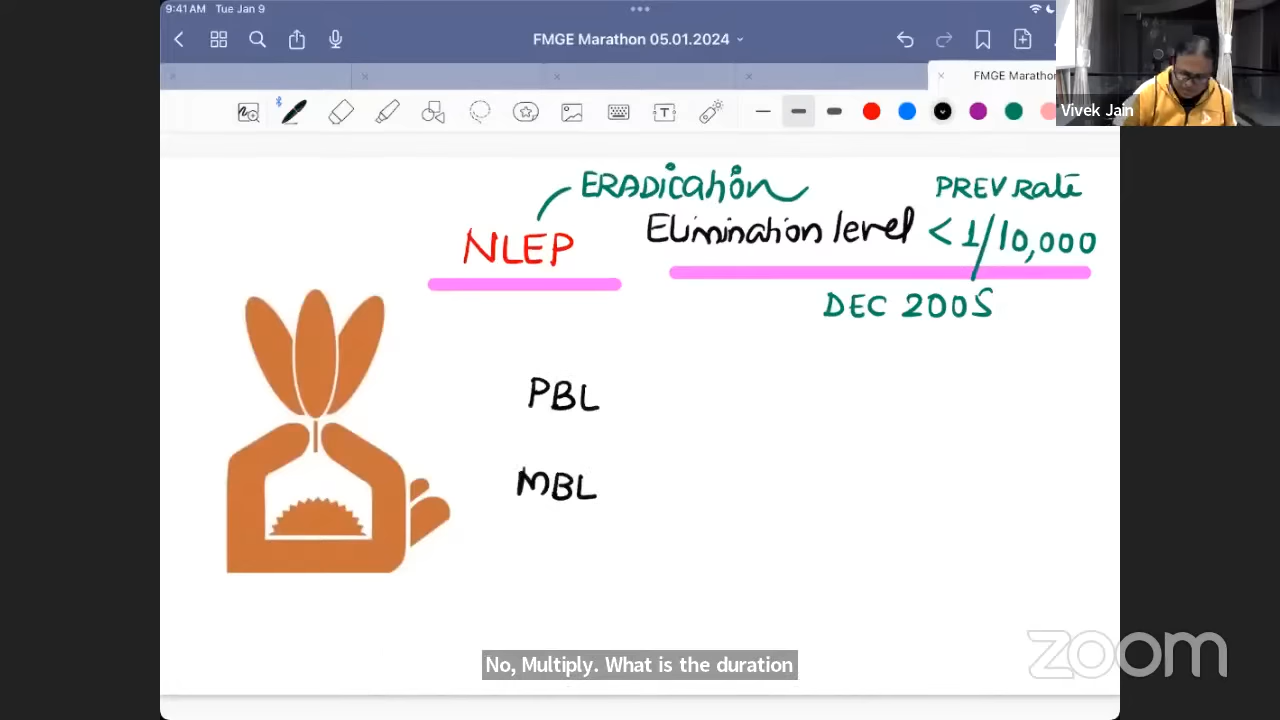 9:41 AM Tue Jan 9
FMGE Marathon 05.01.2024
FMGE Marathon
Vivek Jain
ERADICATION
PREV Rate
NLEP
Elimination level < 1/10,000
DEC 2005
PBL
MBL
No, Multiply. What is the duration
zoom